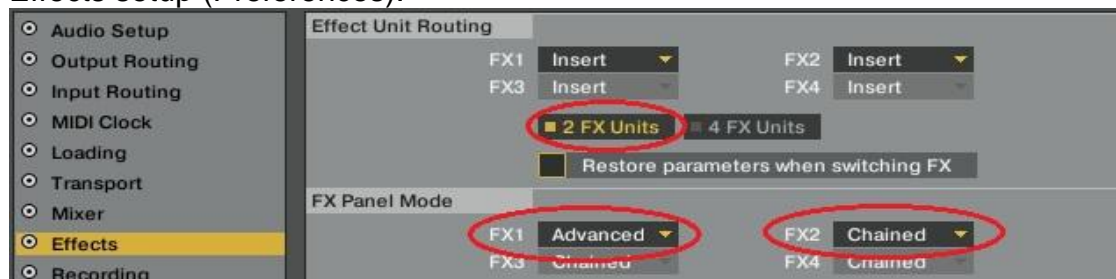 Effects setup (Preferences):
Audio Setup
Output Routing
Input Routing
MIDI Clock
Loading
Transport
Mixer
Effects
Recording
Effect Unit Routing
FX1 Insert FX2 Insert
FX3 Insert FX4 Insert
2 FX Units 4 FX Units
Restore parameters when switching FX
FX Panel Mode
FX1 Advanced FX2 Chained
FX3 Chained FX4 Chained